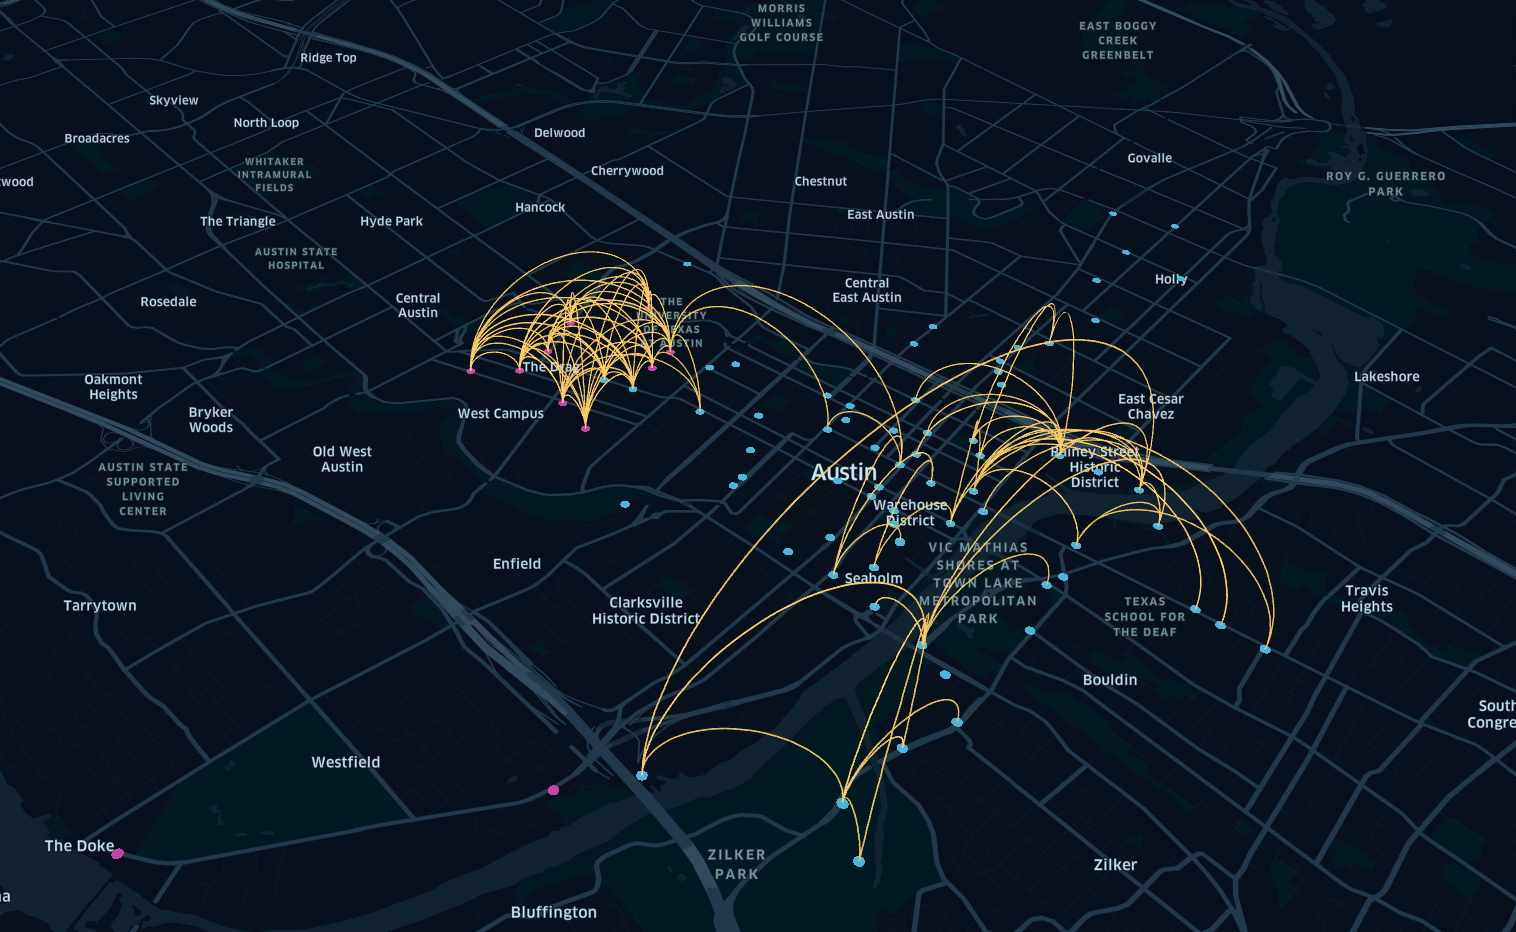 MORRIS
WILLIAMS
GOLF COURSE
EAST BOGGY
CREEK
GREENBELT
Ridge Top
Skyview
North Loop
Broadacres
Delwood
WHITAKER
INTRAMURAL
FIELDS
Cherrywood
Chestnut
Govalle
ROY G. GUERRERO
PARK
The Triangle
Hyde Park
Hancock
East Austin
AUSTIN STATE
HOSPITAL
Central
East Austin
Holly
Rosedale
Central
Austin
THE
UNIVERSITY
OF TEXAS
AT AUSTIN
The Drag
Oakmont
Heights
Bryker
Woods
West Campus
Lakeshore
East Cesar
Chavez
Old West
Austin
AUSTIN STATE
SUPPORTED
LIVING
CENTER
Austin
Rainey Street
Historic
District
Warehouse
District
Enfield
VIC MATHIAS
SHORES AT
TOWN LAKE
METROPOLITAN
PARK
Seaholm
Tarrytown
Clarksville
Historic District
TEXAS
SCHOOL FOR
THE DEAF
Travis
Heights
Bouldin
South
Congre
Westfield
The Doke
ZILKER
PARK
Zilker
Bluffington